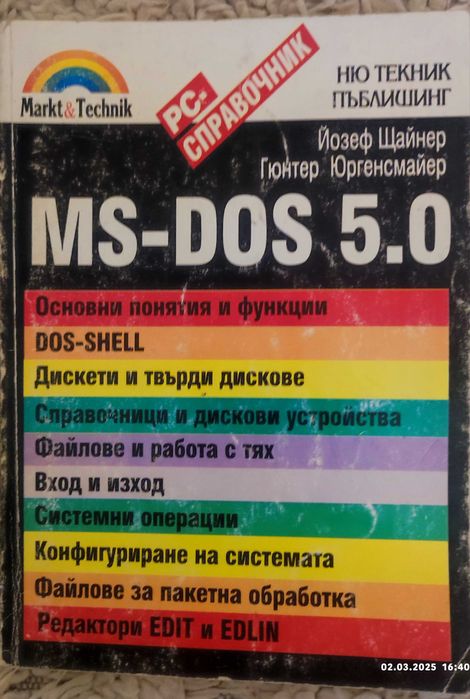 Markt&Technik
PC-
СПРАВОЧНИК
НЮ ТЕКНИК
ПЪБЛИШИНГ
Йозеф Щайнер
Гюнтер Юргенсмайер
MS-DOS 5.0
Основни понятия и функции
DOS-SHELL
Дискети и твърди дискове
Справочници и дискови устройства
Файлове и работа с тях
Вход и изход
Системни операции
Конфигуриране на системата
Файлове за пакетна обработка
Редактори EDIT и EDLIN
02.03.2025 16:40